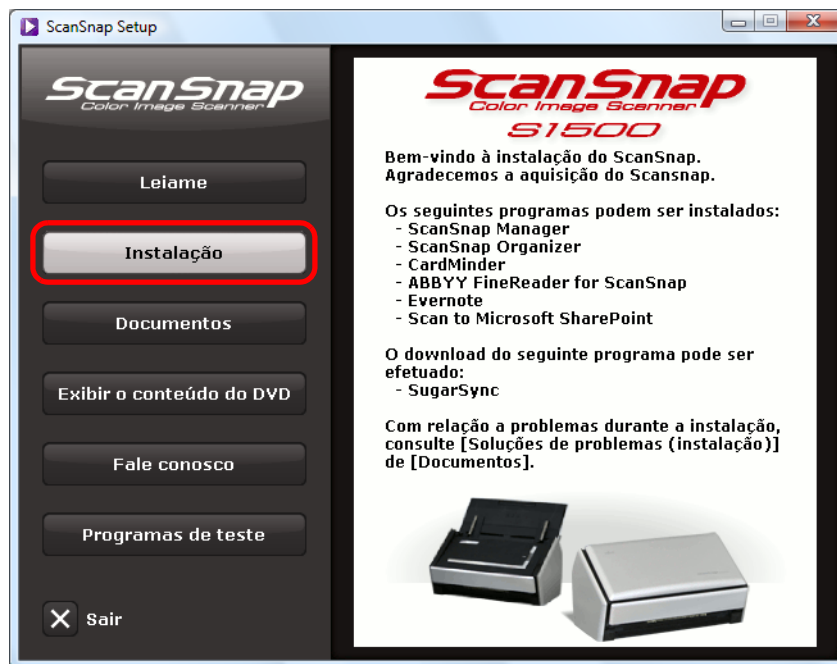 ScanSnap Setup
ScanSnap
Color Image Scanner
Leiame
Instalação
Documentos
Exibir o conteúdo do DVD
Fale conosco
Programas de teste
Sair
ScanSnap
Color Image Scanner
S1500
Bem-vindo à instalação do ScanSnap.
Agradecemos a aquisição do Scansnap.
Os seguintes programas podem ser instalados:
- ScanSnap Manager
- ScanSnap Organizer
- CardMinder
- ABBYY FineReader for ScanSnap
- Evernote
- Scan to Microsoft SharePoint
O download do seguinte programa pode ser
efetuado:
- SugarSync
Com relação a problemas durante a instalação,
consulte [Soluções de problemas (instalação)]
de [Documentos].